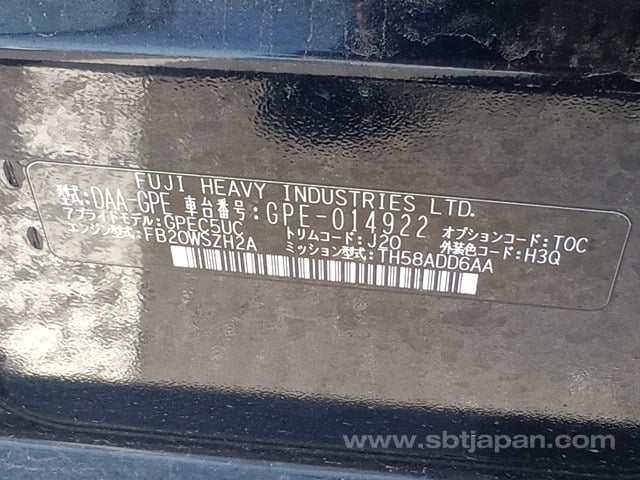 FUJI HEAVY INDUSTRIES LTD.
型式:DAA-GPE 車台番号:GPE-014922 オプションコード:TOC
アプライドモデル:GPEC5UC トリムコード:J20 外装色コード:H3Q
エンジン型式:FB20WSZH2A ミッション型式:TH58ADD6AA
www.sbtjapan.com